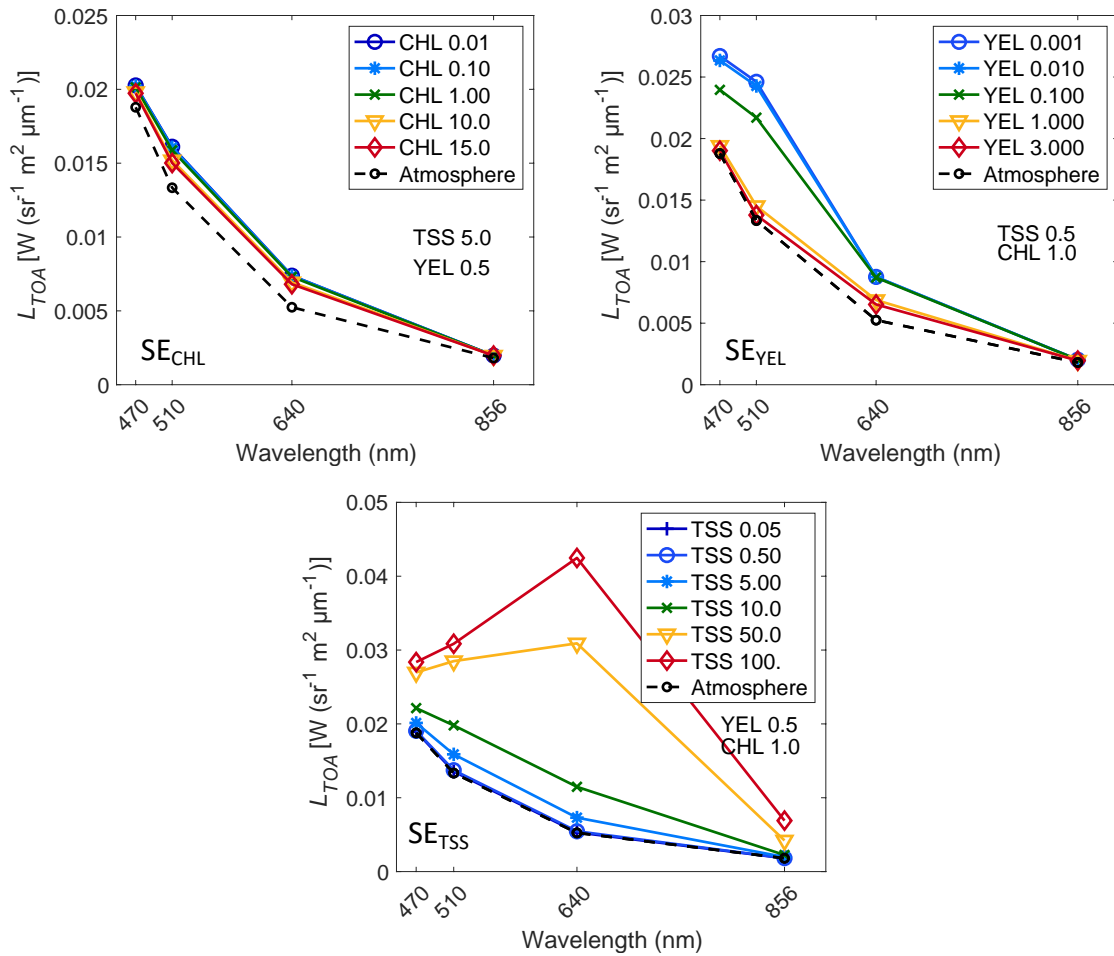 0.025
0.02
0.015
0.01
0.005
0
L_TOA [W (sr⁻¹ m² µm⁻¹)]
CHL 0.01
CHL 0.10
CHL 1.00
CHL 10.0
CHL 15.0
Atmosphere
TSS 5.0
YEL 0.5
SE_CHL
470
510
640
856
Wavelength (nm)
0.035
0.03
0.025
0.02
0.015
0.01
0.005
0
L_TOA [W (sr⁻¹ m² µm⁻¹)]
YEL 0.001
YEL 0.010
YEL 0.100
YEL 1.000
YEL 3.000
Atmosphere
TSS 0.5
CHL 1.0
SE_YEL
470
510
640
856
Wavelength (nm)
0.05
0.04
0.03
0.02
0.01
0
L_TOA [W (sr⁻¹ m² µm⁻¹)]
TSS 0.05
TSS 0.50
TSS 5.00
TSS 10.0
TSS 50.0
TSS 100.
Atmosphere
YEL 0.5
CHL 1.0
SE_TSS
470
510
640
856
Wavelength (nm)